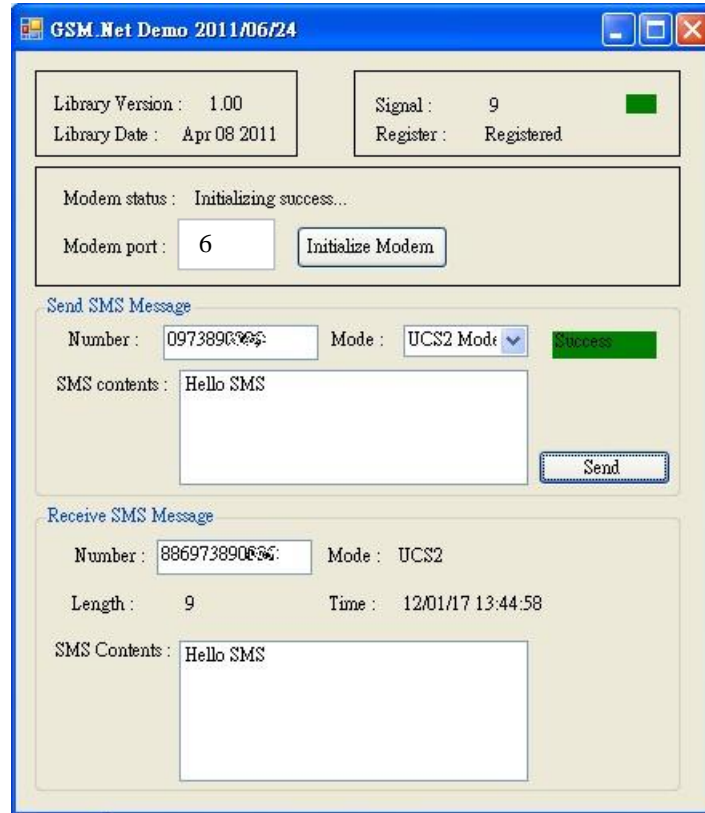 GSM.Net Demo 2011/06/24
Library Version : 1.00
Library Date : Apr 08 2011
Signal : 9
Register : Registered
Modem status : Initializing success...
Modem port : 6 Initialize Modem
Send SMS Message
Number : Mode : UCS2 Mode
Success
SMS contents : Hello SMS
Send
Receive SMS Message
Number : Mode : UCS2
Length : 9 Time : 12/01/17 13:44:58
SMS Contents : Hello SMS